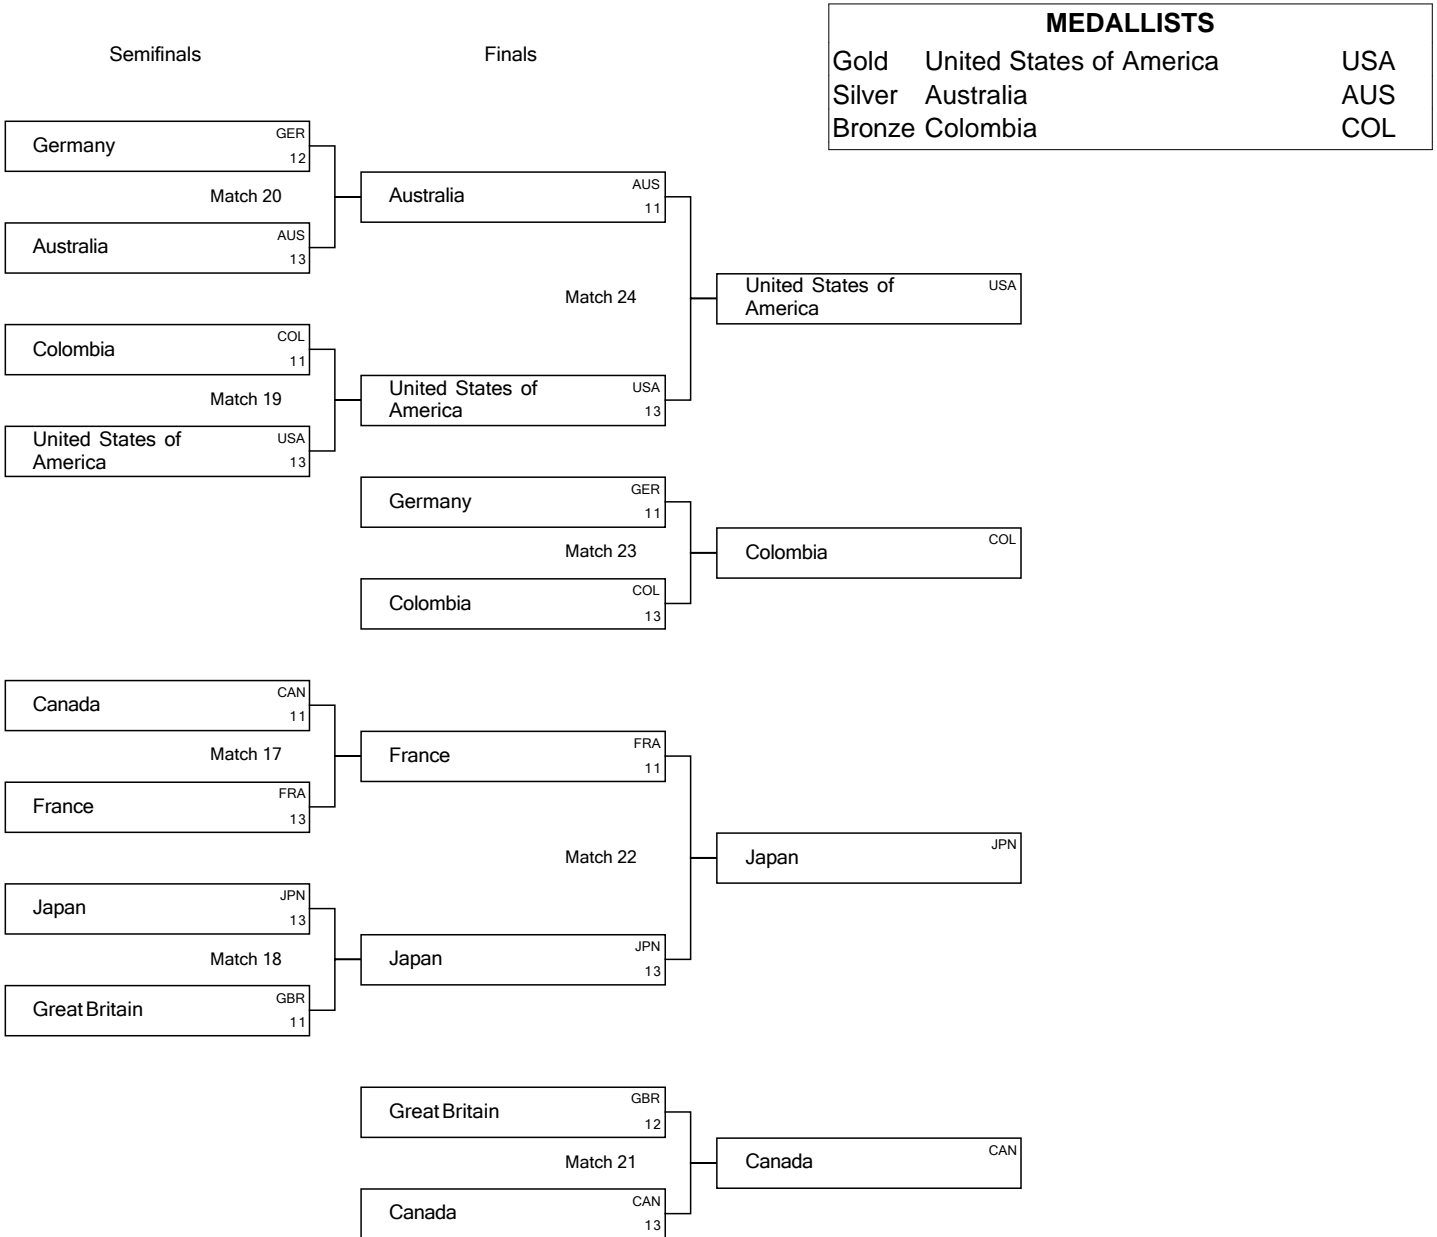 MEDALLISTS
Semifinals Finals
Gold United States of America USA
Silver Australia AUS
Bronze Colombia COL
Germany GER 12
Match 20
Australia AUS 13
Australia AUS 11
Match 24
United States of
America USA
Colombia COL 11
Match 19
United States of
America USA 13
United States of
America USA 13
Germany GER 11
Match 23
Colombia COL
Colombia COL 13
Canada CAN 11
Match 17
France FRA 13
France FRA 11
Match 22
Japan JPN
Japan JPN 13
Match 18
Great Britain GBR 11
Japan JPN 13
Great Britain GBR 12
Match 21
Canada CAN
Canada CAN 13